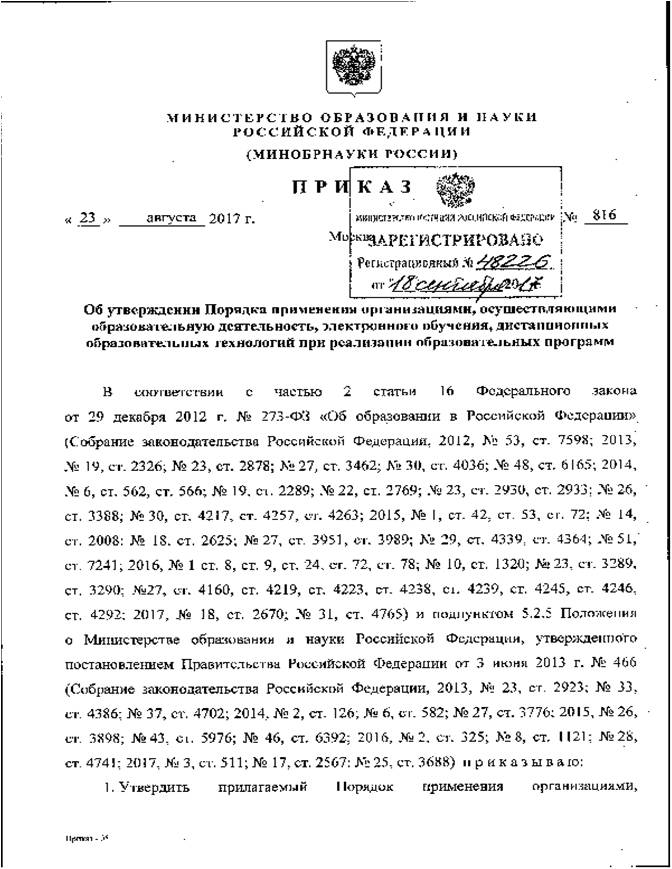 МИНИСТЕРСТВО ОБРАЗОВАНИЯ И НАУКИ
РОССИЙСКОЙ ФЕДЕРАЦИИ
(МИНОБРНАУКИ РОССИИ)
ПРИКАЗ
« 23 » августа 2017 г. № 816
МИНИСТЕРСТВО ЮСТИЦИИ РОССИЙСКОЙ ФЕДЕРАЦИИ
Москва
ЗАРЕГИСТРИРОВАНО
Регистрационный № 48226
от "18 сентября 2017
Об утверждении Порядка применения организациями, осуществляющими
образовательную деятельность, электронного обучения, дистанционных
образовательных технологий при реализации образовательных программ
В соответствии с частью 2 статьи 16 Федерального закона
от 29 декабря 2012 г. № 273-ФЗ «Об образовании в Российской Федерации»
(Собрание законодательства Российской Федерации, 2012, № 53, ст. 7598; 2013,
№ 19, ст. 2326; № 23, ст. 2878; № 27, ст. 3462; № 30, ст. 4036; № 48, ст. 6165; 2014,
№ 6, ст. 562, ст. 566; № 19, ст. 2289; № 22, ст. 2769; № 23, ст. 2930, ст. 2933; № 26,
ст. 3388; № 30, ст. 4217, ст. 4257, ст. 4263; 2015, № 1, ст. 42, ст. 53, ст. 72; № 14,
ст. 2008; № 18, ст. 2625; № 27, ст. 3951, ст. 3989; № 29, ст. 4339, ст. 4364; № 51,
ст. 7241; 2016, № 1 ст. 8, ст. 9, ст. 24, ст. 72, ст. 78; № 10, ст. 1320; № 23, ст. 3289,
ст. 3290; №27, ст. 4160, ст. 4219, ст. 4223, ст. 4238, ст. 4239, ст. 4245, ст. 4246,
ст. 4292; 2017, № 18, ст. 2670; № 31, ст. 4765) и подпунктом 5.2.5 Положения
о Министерстве образования и науки Российской Федерации, утвержденного
постановлением Правительства Российской Федерации от 3 июня 2013 г. № 466
(Собрание законодательства Российской Федерации, 2013, № 23, ст. 2923; № 33,
ст. 4386; № 37, ст. 4702; 2014, № 2, ст. 126; № 6, ст. 582; № 27, ст. 3776; 2015, № 26,
ст. 3898; № 43, ст. 5976; № 46, ст. 6392; 2016, № 2, ст. 325; № 8, ст. 1121; № 28,
ст. 4741; 2017, № 3, ст. 511; № 17, ст. 2567; № 25, ст. 3688) приказываю:
1. Утвердить прилагаемый Порядок применения организациями,
Приказ -